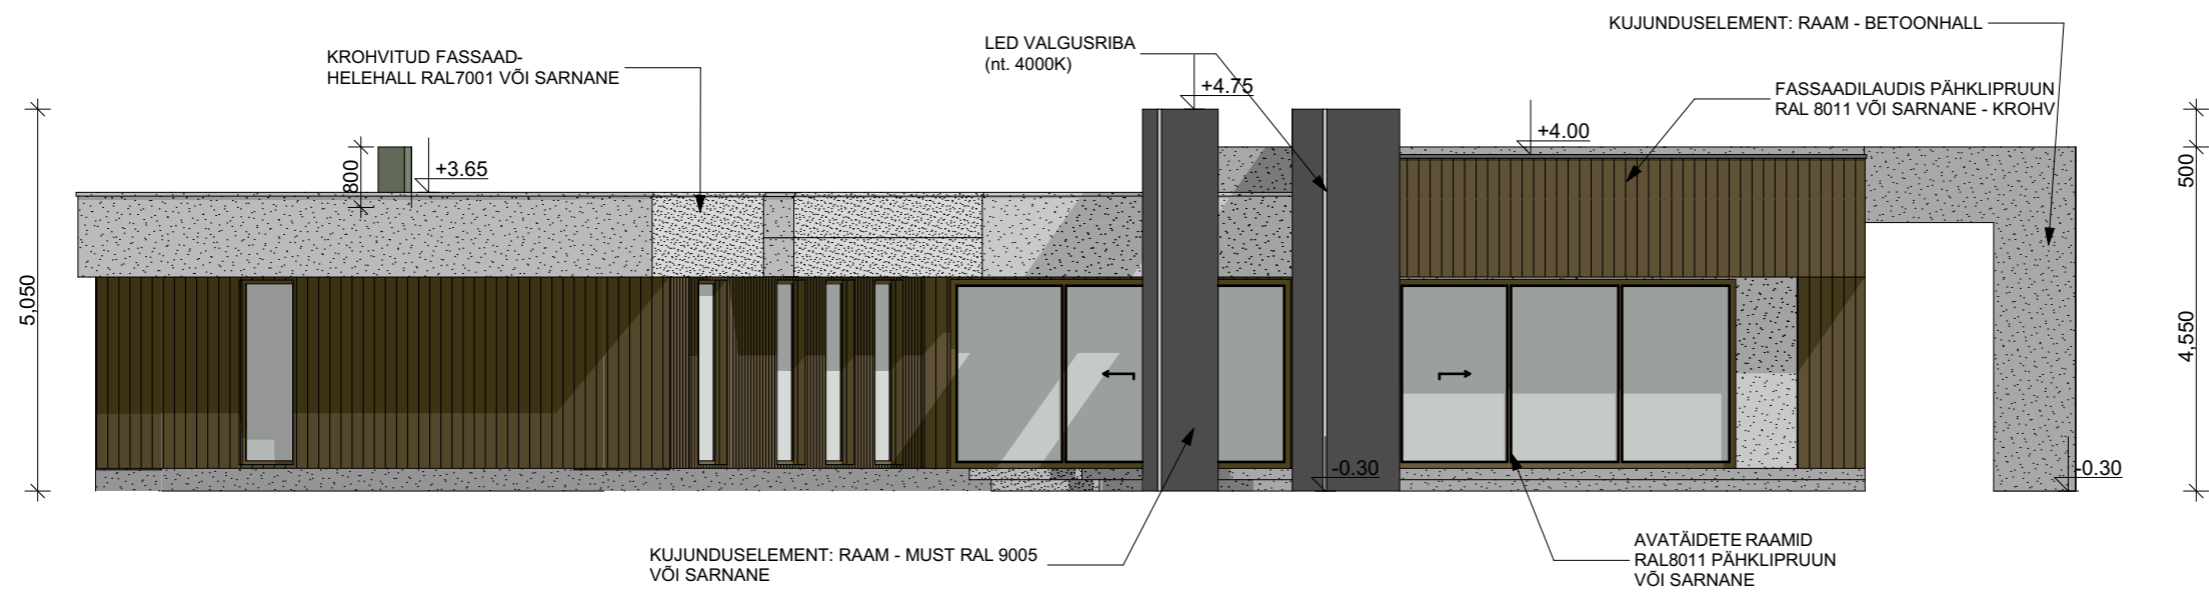 KUJUNDUSELEMENT: RAAM - BETOONHALL
LED VALGUSRIBA
(nt. 4000K)
KROHVITUD FASSAAD-
HELEHALL RAL7001 VÕI SARNANE
+4.75
FASSAADILAUDIS PÄHKLIPRUUN
RAL 8011 VÕI SARNANE - KROHV
+4.00
800
+3.65
500
5,050
4,550
-0.30
-0.30
KUJUNDUSELEMENT: RAAM - MUST RAL 9005
VÕI SARNANE
AVATÄIDETE RAAMID
RAL8011 PÄHKLIPRUUN
VÕI SARNANE